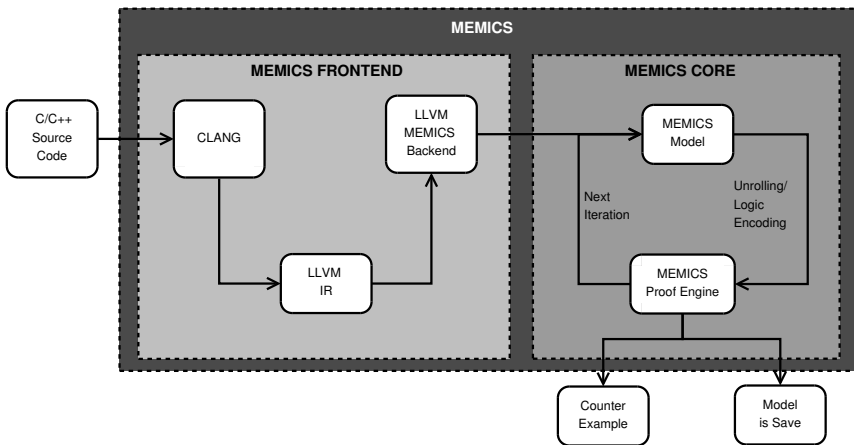 MEMICS
MEMICS FRONTEND
MEMICS CORE
C/C++
Source
Code
CLANG
LLVM
MEMICS
Backend
LLVM
IR
MEMICS
Model
Next
Iteration
Unrolling/
Logic
Encoding
MEMICS
Proof Engine
Counter
Example
Model
is Save